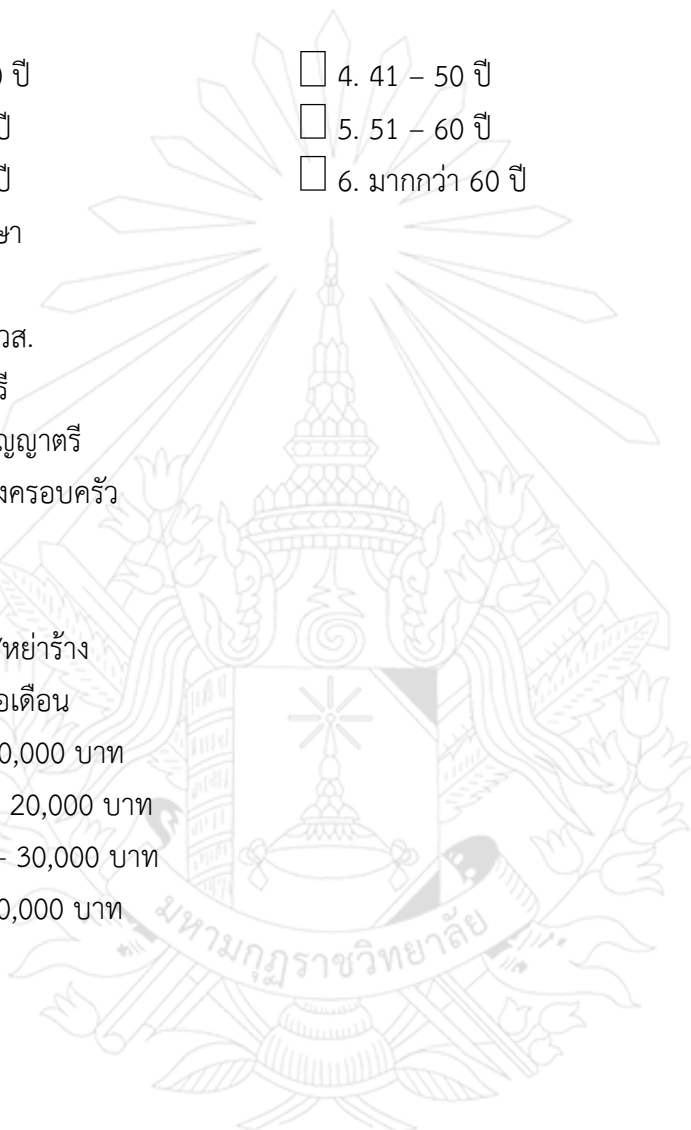 ปี ☐ 4. 41 – 50 ปี
ปี ☐ 5. 51 – 60 ปี
ปี ☐ 6. มากกว่า 60 ปี
ษา
วส.
รี
ญญาตรี
งครอบครัว
/หย่าร้าง
อเดือน
0,000 บาท
20,000 บาท
– 30,000 บาท
0,000 บาท
มหามกุฏราชวิทยาลัย